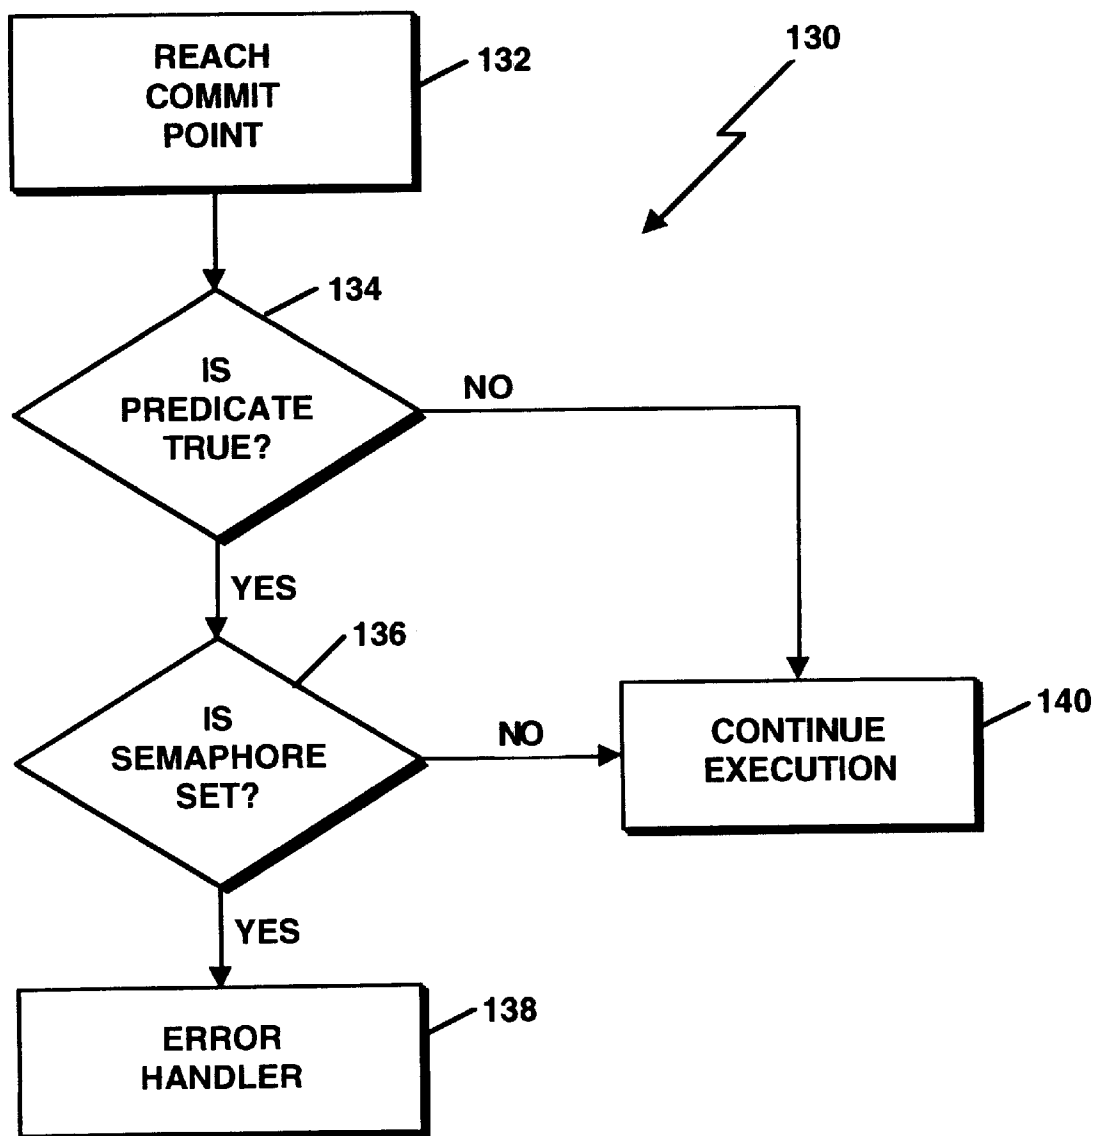 REACH
COMMIT
POINT
132
130
134
IS
PREDICATE
TRUE?
NO
YES
136
IS
SEMAPHORE
SET?
NO
CONTINUE
EXECUTION
140
YES
ERROR
HANDLER
138